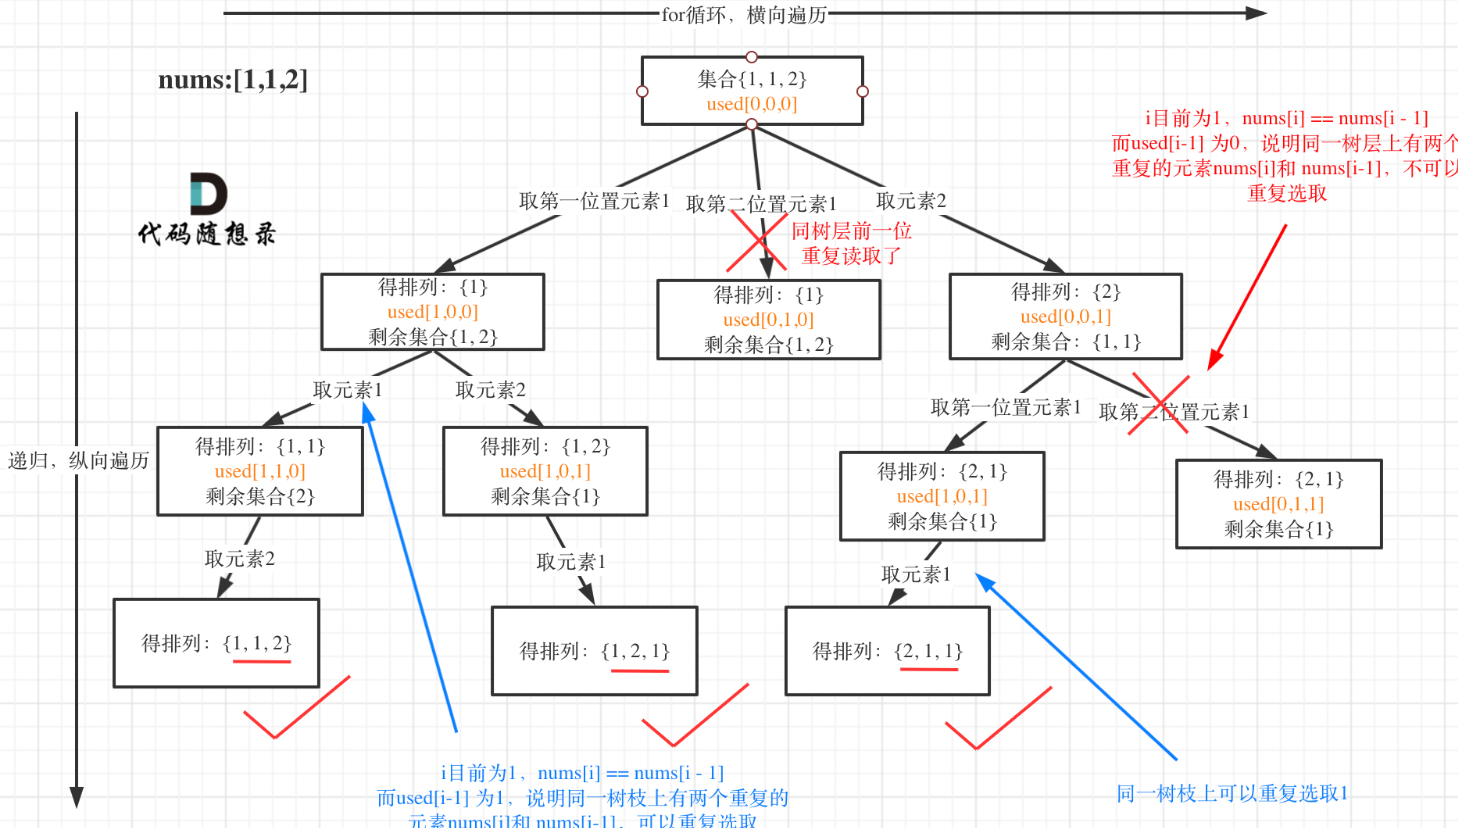 for循环，横向遍历
nums:[1,1,2]
集合{1, 1, 2}
used[0,0,0]
i目前为1，nums[i] == nums[i - 1]
而used[i-1] 为0，说明同一树层上有两个
重复的元素nums[i]和 nums[i-1]，不可以
重复选取
代码随想录
取第一位置元素1
取第二位置元素1
取元素2
同树层前一位
重复读取了
得排列：{1}
used[1,0,0]
剩余集合{1, 2}
得排列：{1}
used[0,1,0]
剩余集合{1, 2}
得排列：{2}
used[0,0,1]
剩余集合：{1, 1}
取元素1
取元素2
取第一位置元素1
取第二位置元素1
递归，纵向遍历
得排列：{1, 1}
used[1,1,0]
剩余集合{2}
得排列：{1, 2}
used[1,0,1]
剩余集合{1}
得排列：{2, 1}
used[1,0,1]
剩余集合{1}
得排列：{2, 1}
used[0,1,1]
剩余集合{1}
取元素2
取元素1
取元素1
得排列：{1, 1, 2}
得排列：{1, 2, 1}
得排列：{2, 1, 1}
i目前为1，nums[i] == nums[i - 1]
而used[i-1] 为1，说明同一树枝上有两个重复的
元素nums[i]和 nums[i-1]，可以重复选取
同一树枝上可以重复选取1